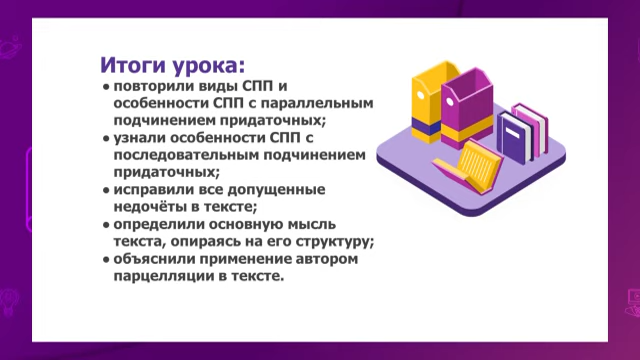 Итоги урока:
• повторили виды СПП и
особенности СПП с параллельным
подчинением придаточных;
• узнали особенности СПП с
последовательным подчинением
придаточных;
• исправили все допущенные
недочёты в тексте;
• определили основную мысль
текста, опираясь на его структуру;
• объяснили применение автором
парцелляции в тексте.